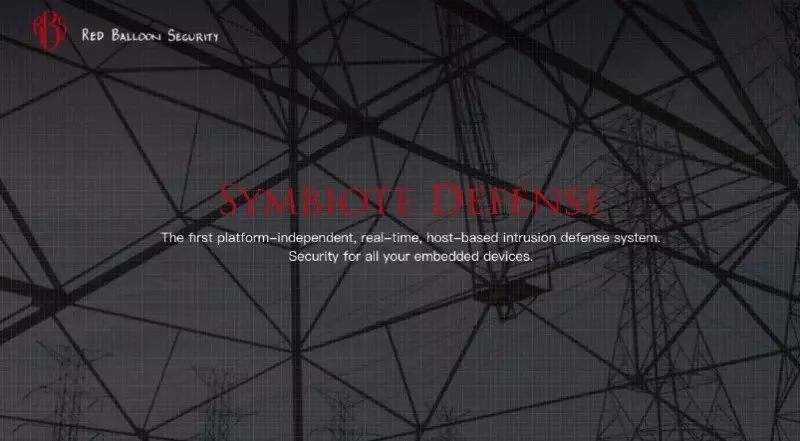 RBS
RED BALLOON SECURITY
SYMBIOTE DEFENSE
The first platform-independent, real-time, host-based intrusion defense system.
Security for all your embedded devices.